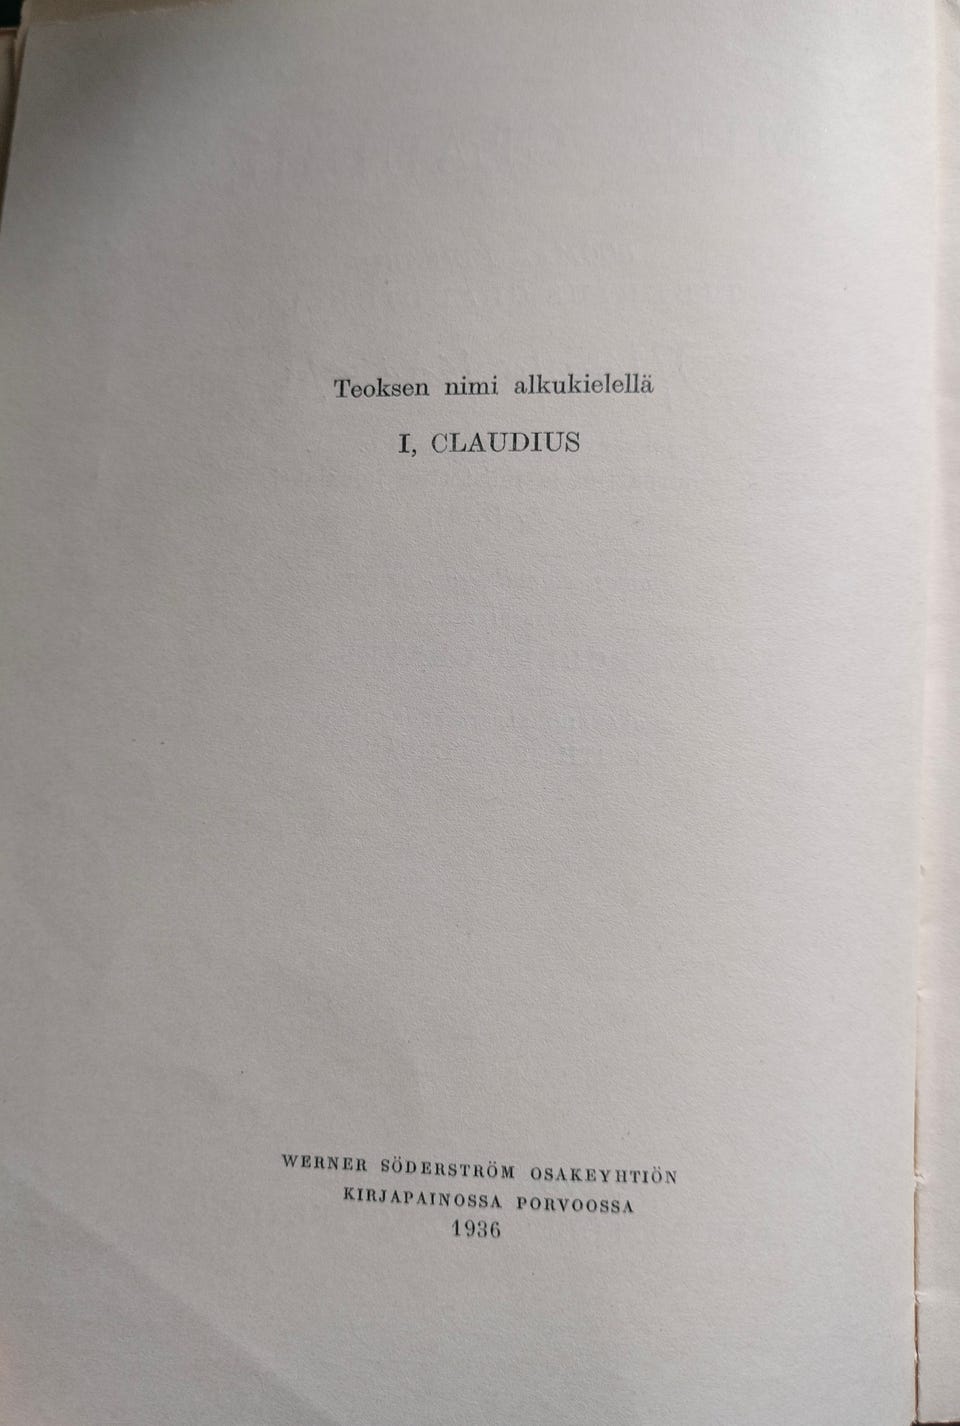 Teoksen nimi alkukielellä
I, CLAUDIUS
WERNER SÖDERSTRÖM OSAKEYHTIÖN
KIRJAPAINOSSA PORVOOSSA
1936